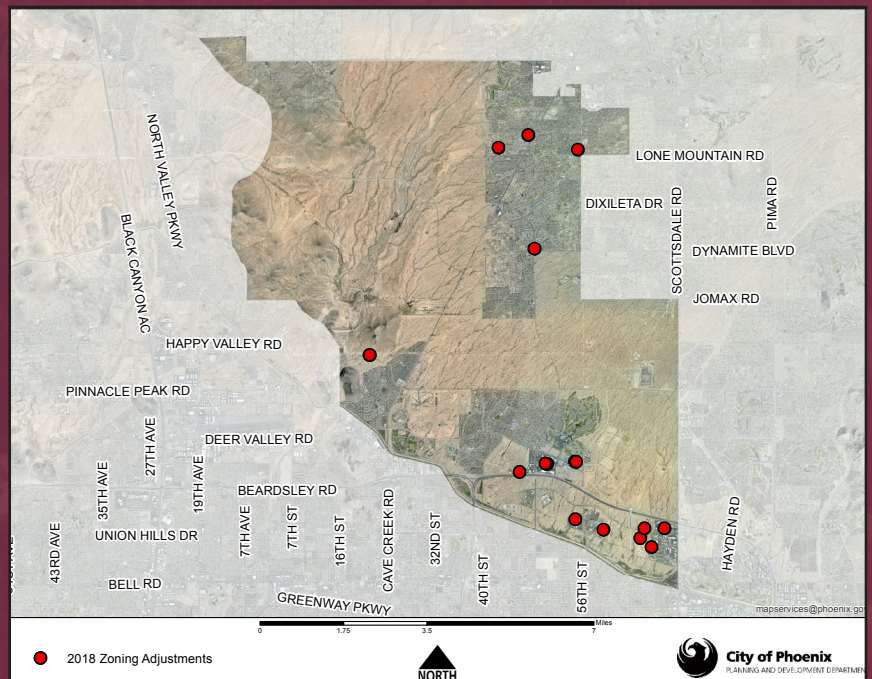 LONE MOUNTAIN RD
NORTH VALLEY PKWY
DIXILETA DR
PIMA RD
SCOTTSDALE RD
BLACK CANYON AC
DYNAMITE BLVD
JOMAX RD
HAPPY VALLEY RD
PINNACLE PEAK RD
27TH AVE
DEER VALLEY RD
35TH AVE
19TH AVE
BEARDSLEY RD
43RD AVE
UNION HILLS DR
7TH AVE
7TH ST
16TH ST
CAVE CREEK RD
32ND ST
HAYDEN RD
40TH ST
56TH ST
BELL RD
GREENWAY PKWY
mapservices@phoenix.go
Miles
0 1.75 3.5 7
2018 Zoning Adjustments
NORTH
City of Phoenix
PLANNING AND DEVELOPMENT DEPARTMEN